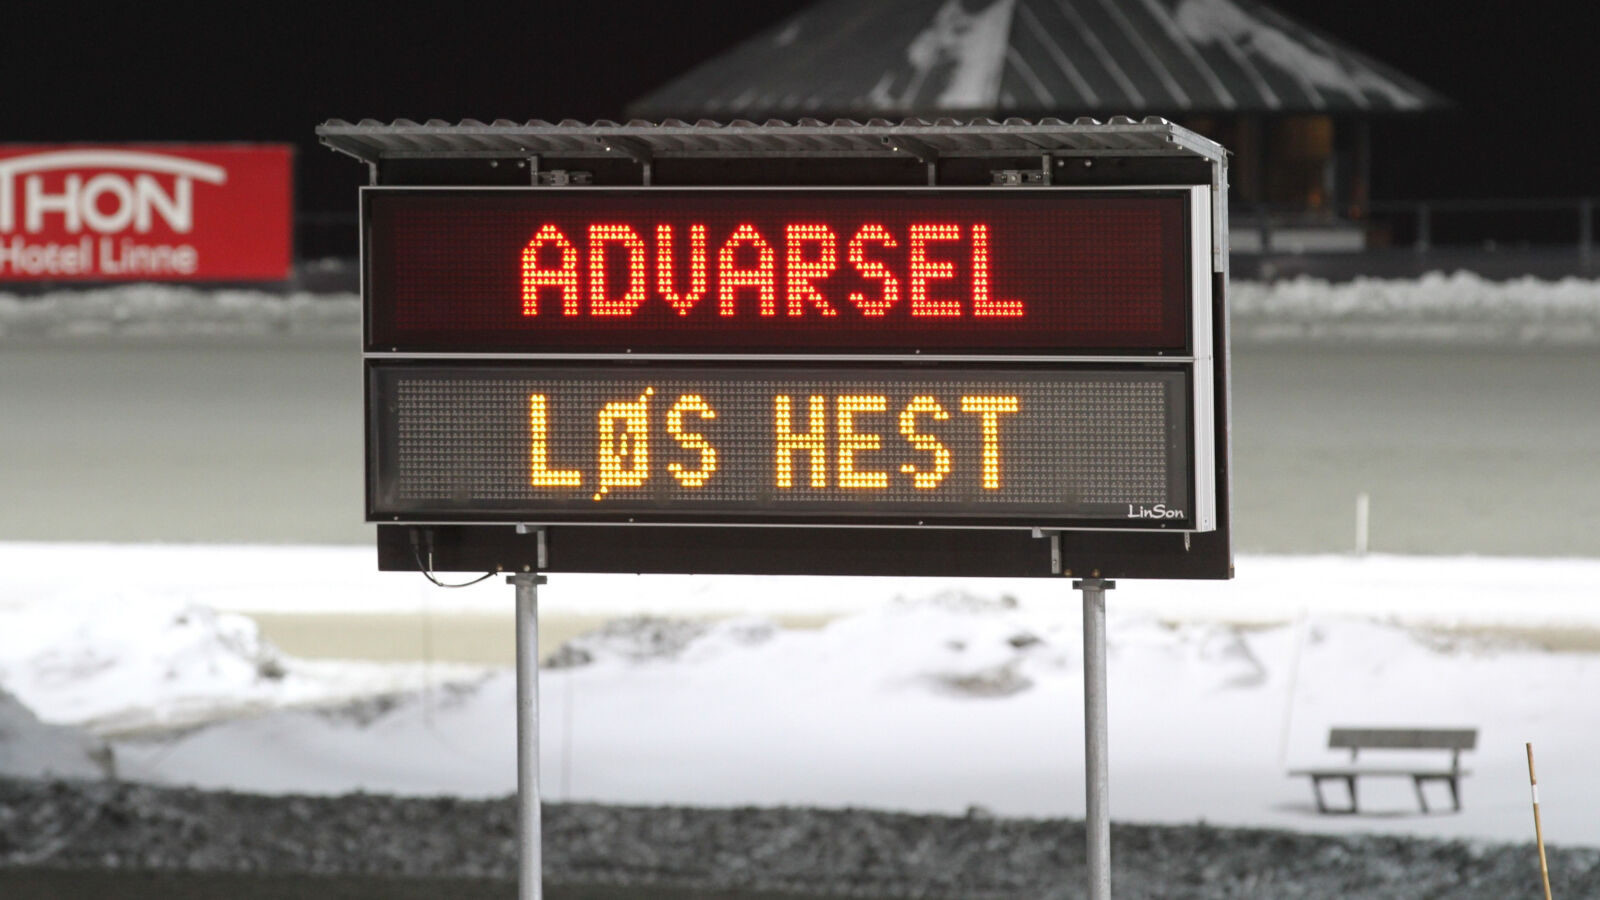 THON
Hotel Linne
ADVARSEL
LØS HEST
LinSon